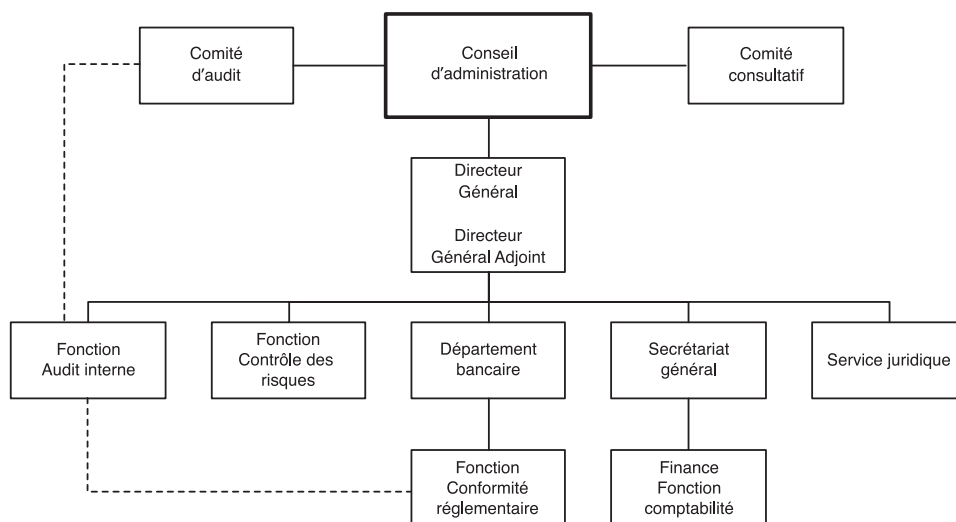 Comité
d'audit
Conseil
d'administration
Comité
consultatif
Directeur
Général
Directeur
Général Adjoint
Fonction
Audit interne
Fonction
Contrôle des
risques
Département
bancaire
Secrétariat
général
Service juridique
Fonction
Conformité
réglementaire
Finance
Fonction
comptabilité